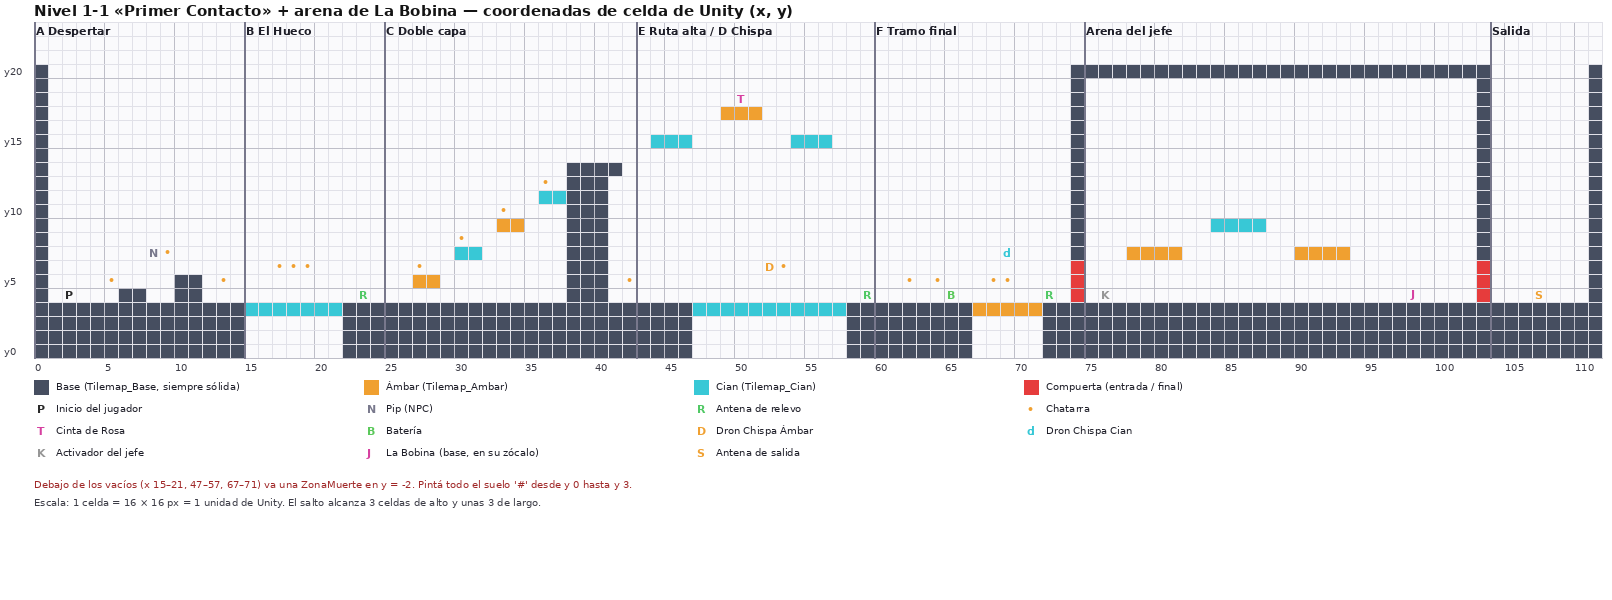 Nivel 1-1 «Primer Contacto» + arena de La Bobina — coordenadas de celda de Unity (x, y)
A Despertar B El Hueco C Doble capa E Ruta alta / D Chispa F Tramo final Arena del jefe Salida
y20
T
y15
y10
N D d
y5
P R R B R K J S
y0
0 5 10 15 20 25 30 35 40 45 50 55 60 65 70 75 80 85 90 95 100 105 110
Base (Tilemap_Base, siempre sólida) Ámbar (Tilemap_Ambar) Cian (Tilemap_Cian) Compuerta (entrada / final)
P Inicio del jugador N Pip (NPC) R Antena de relevo Chatarra
T Cinta de Rosa B Batería D Dron Chispa Ámbar d Dron Chispa Cian
K Activador del jefe J La Bobina (base, en su zócalo) S Antena de salida
Debajo de los vacíos (x 15–21, 47–57, 67–71) va una ZonaMuerte en y = -2. Pintá todo el suelo '#' desde y 0 hasta y 3.
Escala: 1 celda = 16 × 16 px = 1 unidad de Unity. El salto alcanza 3 celdas de alto y unas 3 de largo.